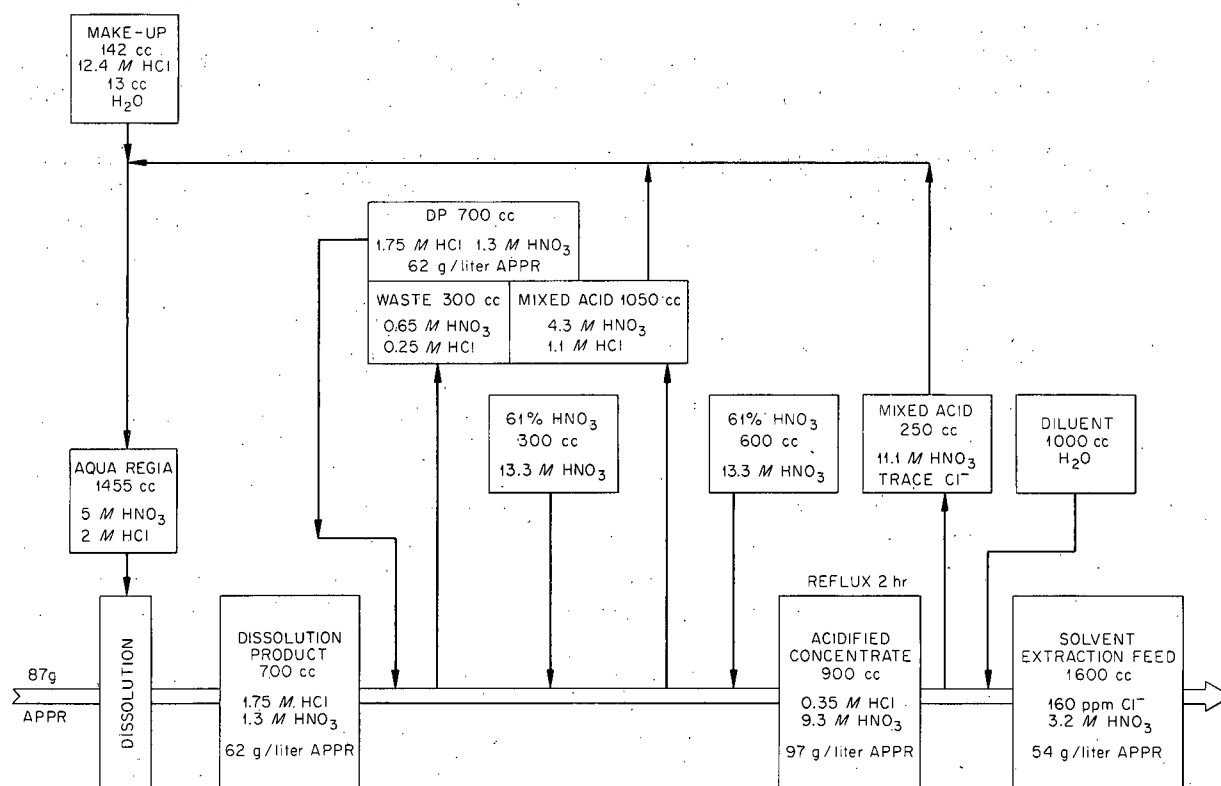 MAKE-UP
142 cc
12.4 M HCl
13 cc
H₂O
DP 700 cc
1.75 M HCl 1.3 M HNO₃
62 g/liter APPR
WASTE 300 cc
0.65 M HNO₃
0.25 M HCl
MIXED ACID 1050 cc
4.3 M HNO₃
1.1 M HCl
AQUA REGIA
1455 cc
5 M HNO₃
2 M HCl
61% HNO₃
300 cc
13.3 M HNO₃
61% HNO₃
600 cc
13.3 M HNO₃
MIXED ACID
250 cc
11.1 M HNO₃
TRACE Cl⁻
DILUENT
1000 cc
H₂O
87g
APPR
DISSOLUTION
DISSOLUTION
PRODUCT
700 cc
1.75 M HCl
1.3 M HNO₃
62 g/liter APPR
REFLUX 2 hr
ACIDIFIED
CONCENTRATE
900 cc
0.35 M HCl
9.3 M HNO₃
97 g/liter APPR
SOLVENT
EXTRACTION FEED
1600 cc
160 ppm Cl⁻
3.2 M HNO₃
54 g/liter APPR